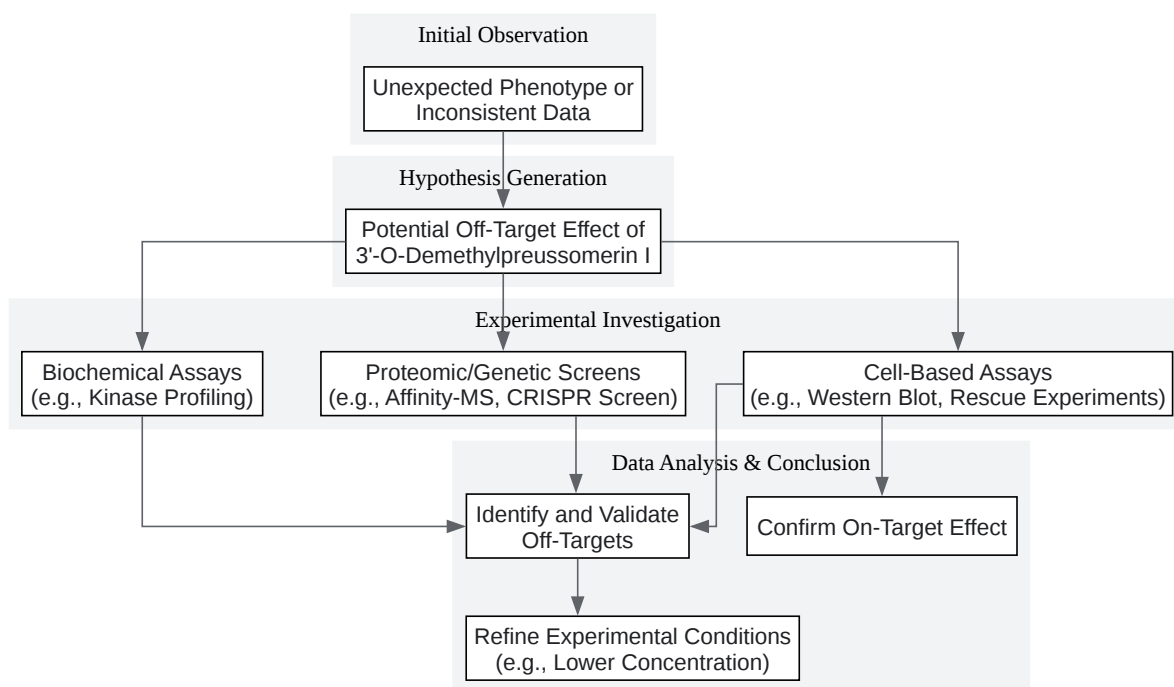 Initial Observation
Unexpected Phenotype or
Inconsistent Data
Hypothesis Generation
Potential Off-Target Effect of
3'-O-Demethylpreussomerin I
Experimental Investigation
Biochemical Assays
(e.g., Kinase Profiling)
Proteomic/Genetic Screens
(e.g., Affinity-MS, CRISPR Screen)
Cell-Based Assays
(e.g., Western Blot, Rescue Experiments)
Data Analysis & Conclusion
Identify and Validate
Off-Targets
Confirm On-Target Effect
Refine Experimental Conditions
(e.g., Lower Concentration)